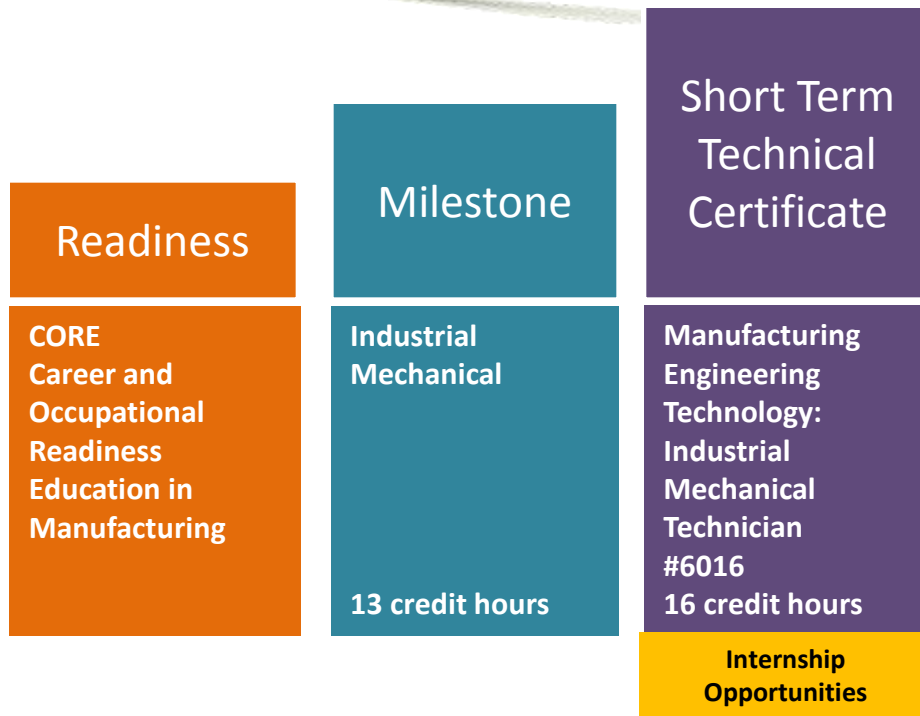 Readiness
CORE
Career and
Occupational
Readiness
Education in
Manufacturing
Milestone
Industrial
Mechanical
13 credit hours
Short Term
Technical
Certificate
Manufacturing
Engineering
Technology:
Industrial
Mechanical
Technician
#6016
16 credit hours
Internship
Opportunities